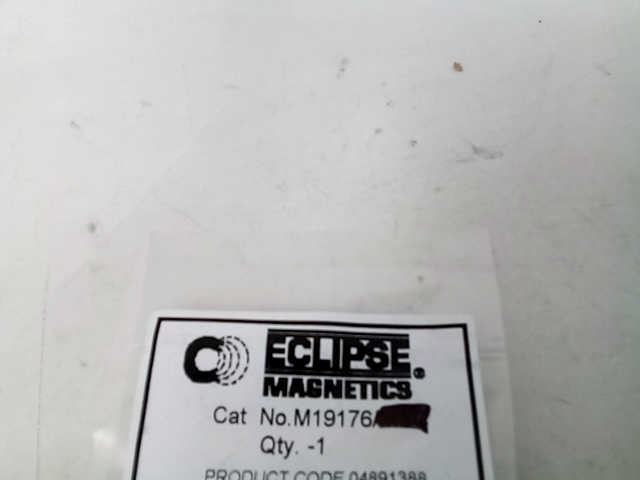 ECLIPSE®
MAGNETICS
Cat No.M19176/
Qty. -1
PRODUCT CODE 04891388